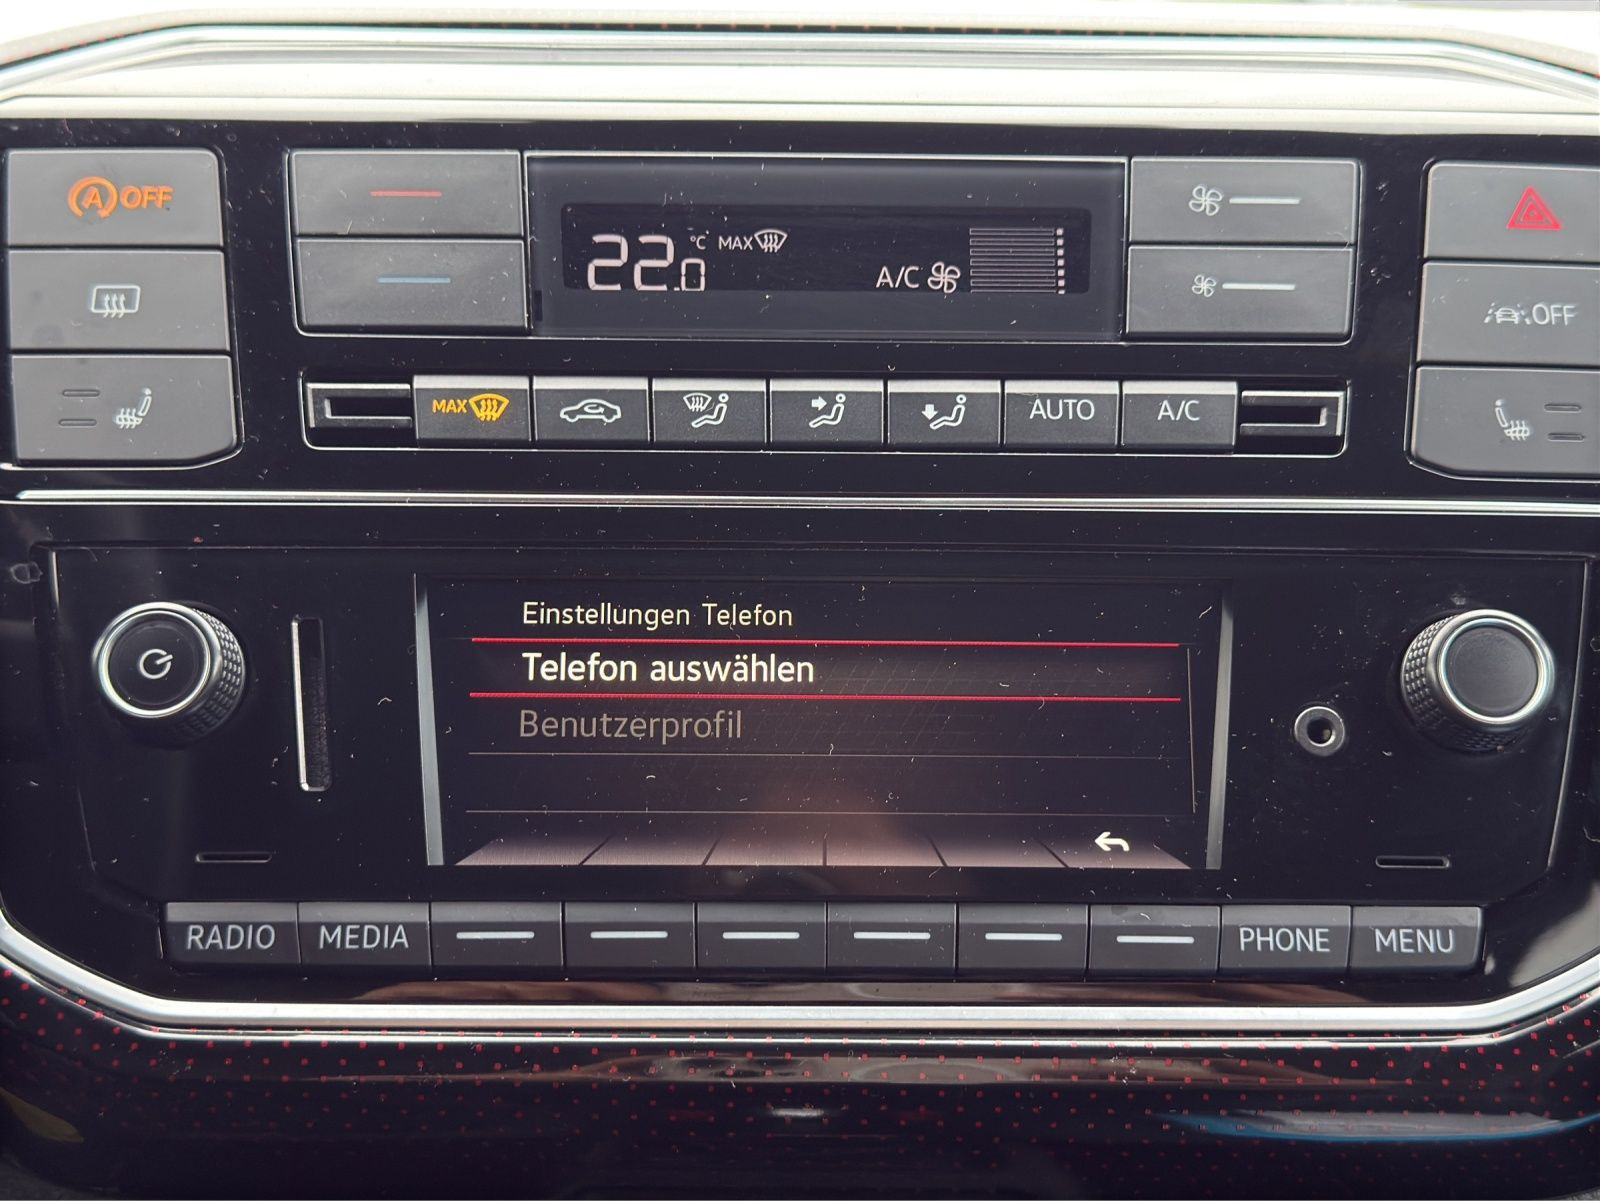 A OFF
22.0 °C MAX
A/C
OFF
MAX
AUTO
A/C
Einstellungen Telefon
Telefon auswählen
Benutzerprofil
RADIO
MEDIA
PHONE
MENU